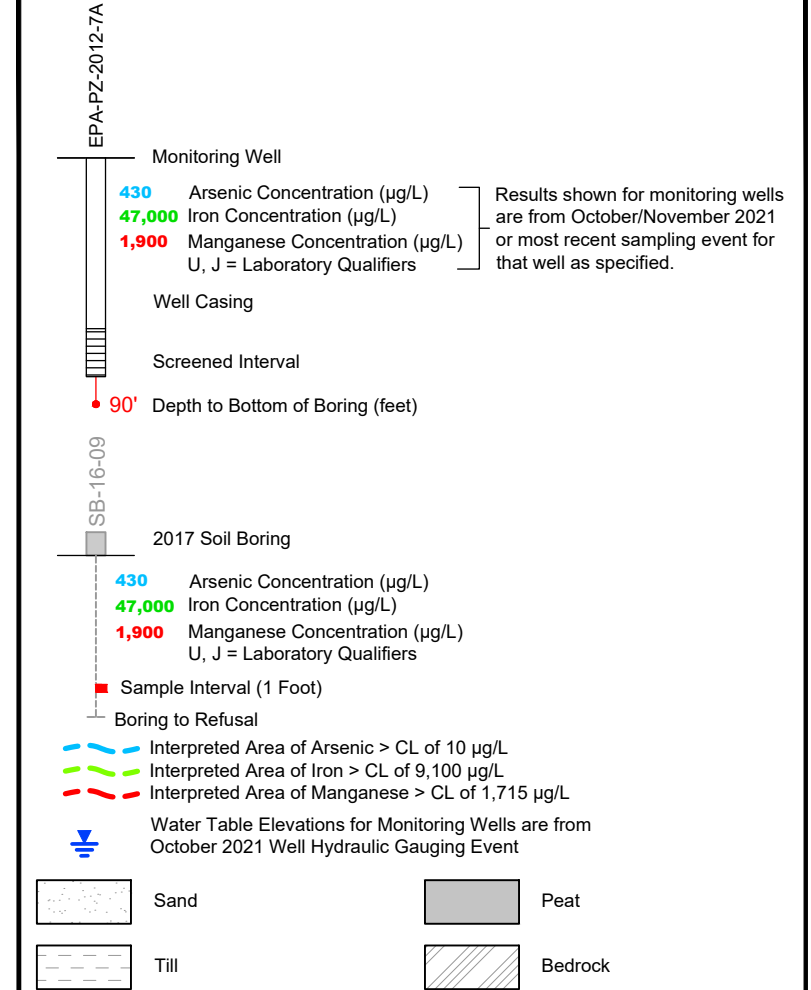 EPA-PZ-2012-7A
Monitoring Well
430 Arsenic Concentration (µg/L)
47,000 Iron Concentration (µg/L)
1,900 Manganese Concentration (µg/L)
U, J = Laboratory Qualifiers
Results shown for monitoring wells
are from October/November 2021
or most recent sampling event for
that well as specified.
Well Casing
Screened Interval
90' Depth to Bottom of Boring (feet)
SB-16-09
2017 Soil Boring
430 Arsenic Concentration (µg/L)
47,000 Iron Concentration (µg/L)
1,900 Manganese Concentration (µg/L)
U, J = Laboratory Qualifiers
Sample Interval (1 Foot)
Boring to Refusal
Interpreted Area of Arsenic > CL of 10 µg/L
Interpreted Area of Iron > CL of 9,100 µg/L
Interpreted Area of Manganese > CL of 1,715 µg/L
Water Table Elevations for Monitoring Wells are from
October 2021 Well Hydraulic Gauging Event
Sand
Peat
Till
Bedrock